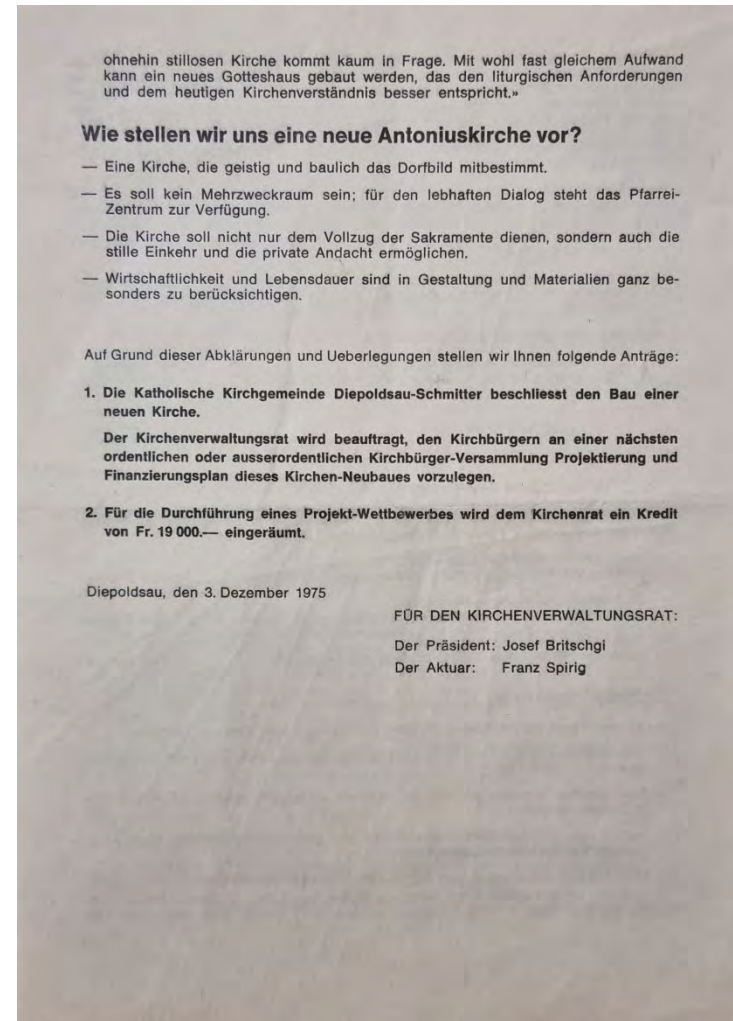 ohnehin stillosen Kirche kommt kaum in Frage. Mit wohl fast gleichem Aufwand
kann ein neues Gotteshaus gebaut werden, das den liturgischen Anforderungen
und dem heutigen Kirchenverständnis besser entspricht.»
Wie stellen wir uns eine neue Antoniuskirche vor?
— Eine Kirche, die geistig und baulich das Dorfbild mitbestimmt.
— Es soll kein Mehrzweckraum sein; für den lebhaften Dialog steht das Pfarrei-
Zentrum zur Verfügung.
— Die Kirche soll nicht nur dem Vollzug der Sakramente dienen, sondern auch die
stille Einkehr und die private Andacht ermöglichen.
— Wirtschaftlichkeit und Lebensdauer sind in Gestaltung und Materialien ganz be-
sonders zu berücksichtigen.
Auf Grund dieser Abklärungen und Ueberlegungen stellen wir Ihnen folgende Anträge:
1. Die Katholische Kirchgemeinde Diepoldsau-Schmitter beschliesst den Bau einer
neuen Kirche.
Der Kirchenverwaltungsrat wird beauftragt, den Kirchbürgern an einer nächsten
ordentlichen oder ausserordentlichen Kirchbürger-Versammlung Projektierung und
Finanzierungsplan dieses Kirchen-Neubaues vorzulegen.
2. Für die Durchführung eines Projekt-Wettbewerbes wird dem Kirchenrat ein Kredit
von Fr. 19 000.— eingeräumt.
Diepoldsau, den 3. Dezember 1975
FÜR DEN KIRCHENVERWALTUNGSRAT:
Der Präsident: Josef Britschgi
Der Aktuar: Franz Spirig